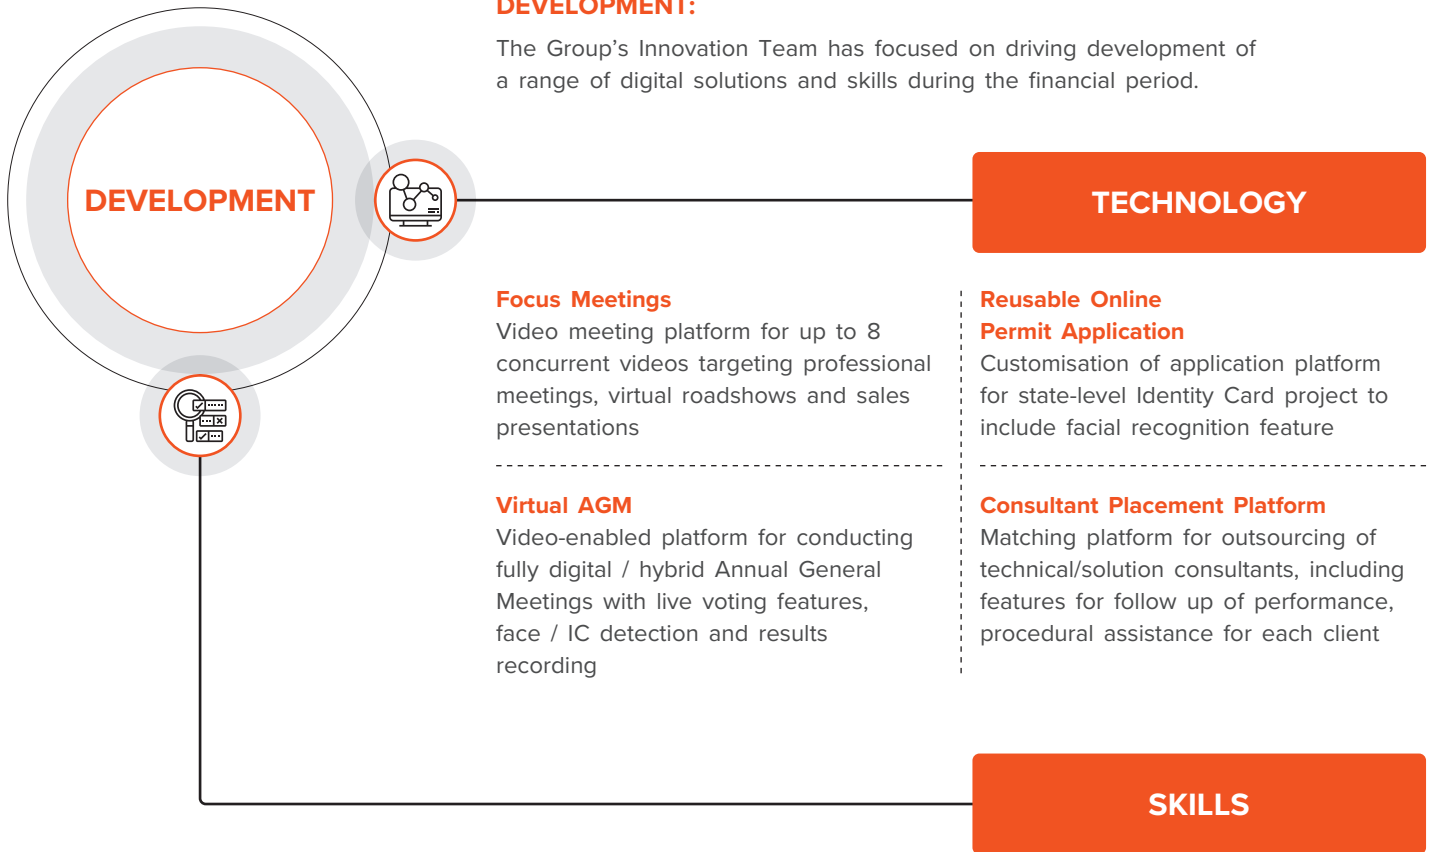 DEVELOPMENT:
The Group’s Innovation Team has focused on driving development of
a range of digital solutions and skills during the financial period.
DEVELOPMENT
TECHNOLOGY
Focus Meetings
Video meeting platform for up to 8
concurrent videos targeting professional
meetings, virtual roadshows and sales
presentations
Reusable Online
Permit Application
Customisation of application platform
for state-level Identity Card project to
include facial recognition feature
Virtual AGM
Video-enabled platform for conducting
fully digital / hybrid Annual General
Meetings with live voting features,
face / IC detection and results
recording
Consultant Placement Platform
Matching platform for outsourcing of
technical/solution consultants, including
features for follow up of performance,
procedural assistance for each client
SKILLS